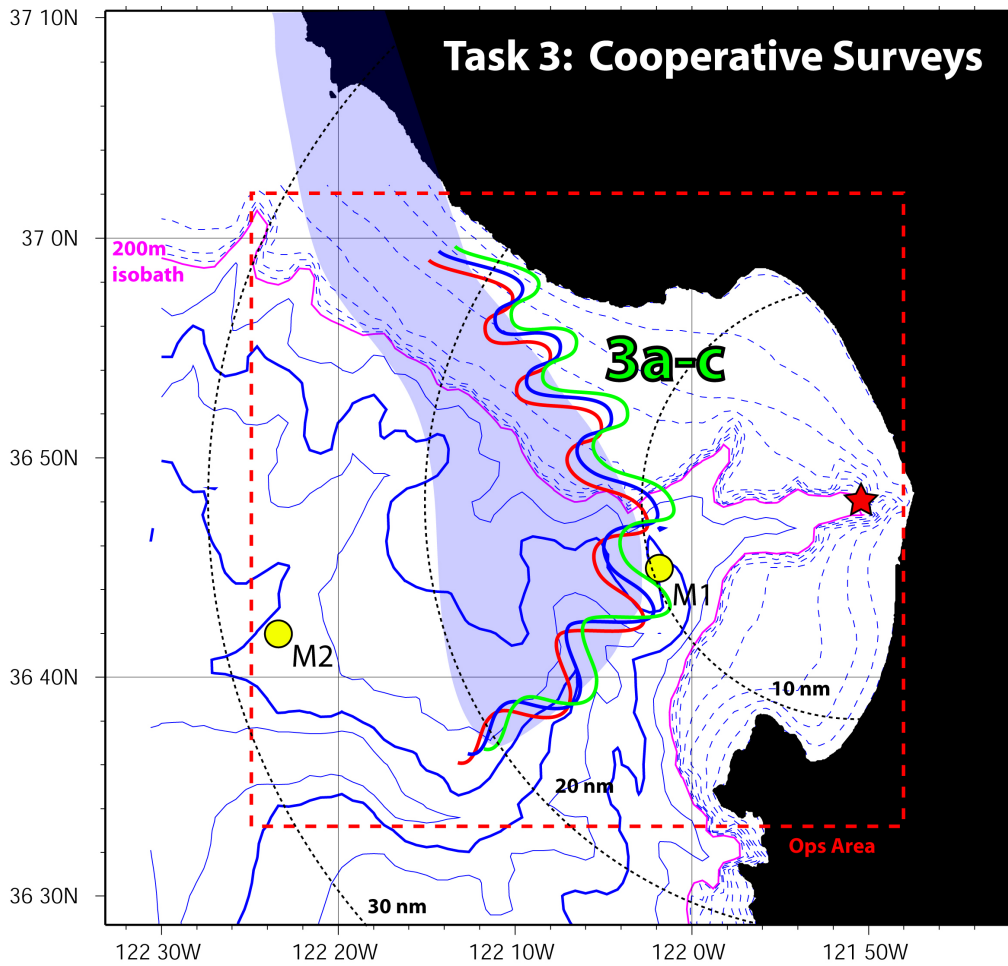 37 10N
Task 3: Cooperative Surveys
37 0N
200m
isobath
3a-c
36 50N
M1
M2
36 40N
10 nm
20 nm
Ops Area
36 30N
30 nm
122 30W
122 20W
122 10W
122 0W
121 50W